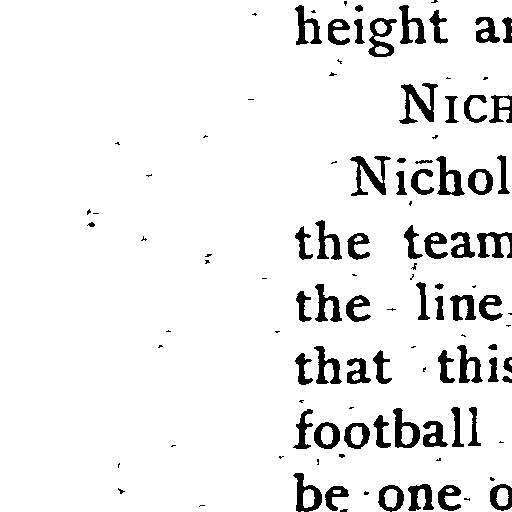 height
NICH
Nichol
the team
the line
that this
football
be one